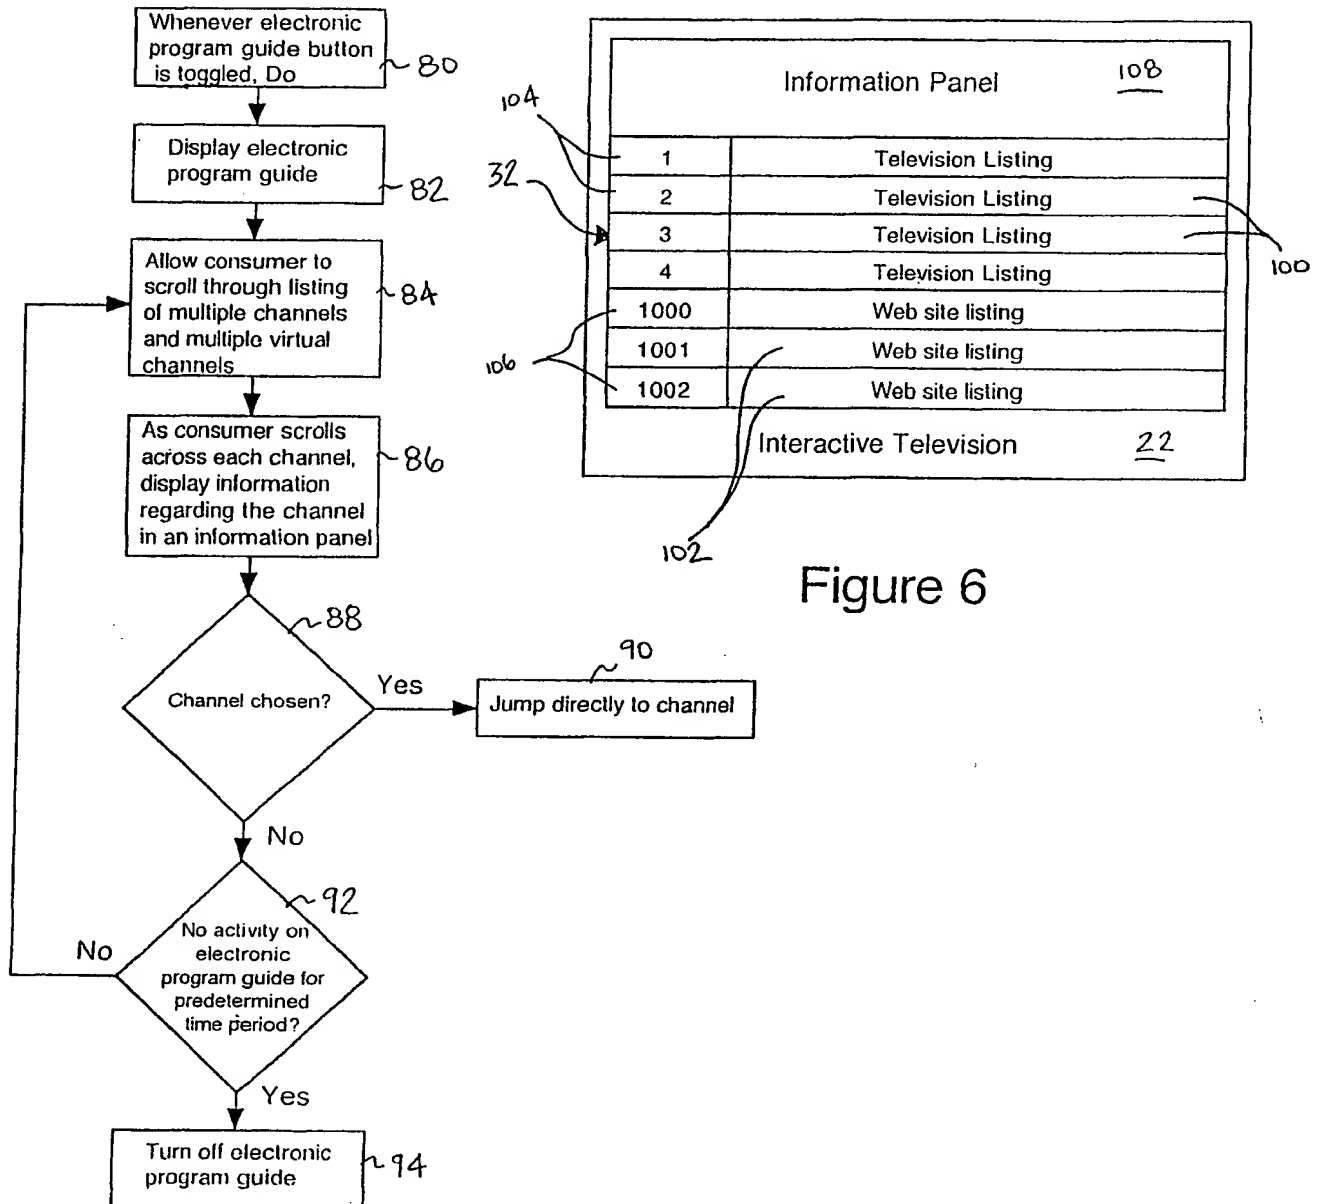 Whenever electronic
program guide button
is toggled, Do
80
Display electronic
program guide
82
Allow consumer to
scroll through listing
of multiple channels
and multiple virtual
channels
84
As consumer scrolls
across each channel,
display information
regarding the channel
in an information panel
86
88
Channel chosen?
Yes
90
Jump directly to channel
No
92
No activity on
electronic
program guide for
predetermined
time period?
No
Yes
Turn off electronic
program guide
94
Information Panel 108
104
1 Television Listing
2 Television Listing
32
3 Television Listing
100
4 Television Listing
1000 Web site listing
106
1001 Web site listing
1002 Web site listing
Interactive Television 22
102
Figure 6